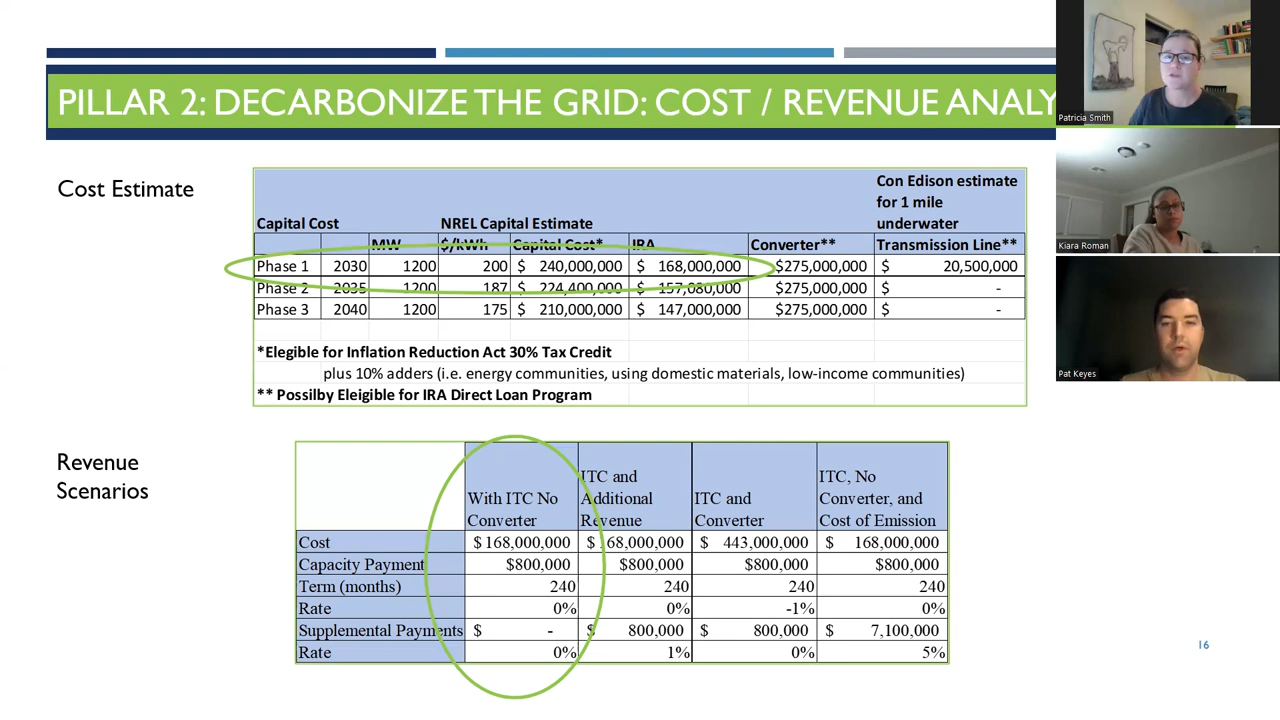 PILLAR 2: DECARBONIZE THE GRID: COST / REVENUE ANALY
Cost Estimate
Capital Cost NREL Capital Estimate Con Edison estimate for 1 mile underwater
MW $/kWh Capital Cost* IRA Converter** Transmission Line**
Phase 1 2030 1200 200 $ 240,000,000 $ 168,000,000 $275,000,000 $ 20,500,000
Phase 2 2035 1200 187 $ 224,400,000 $ 157,080,000 $275,000,000 $ -
Phase 3 2040 1200 175 $ 210,000,000 $ 147,000,000 $275,000,000 $ -
*Elegible for Inflation Reduction Act 30% Tax Credit
plus 10% adders (i.e. energy communities, using domestic materials, low-income communities)
** Possilby Eleigible for IRA Direct Loan Program
Revenue
Scenarios
With ITC No Converter ITC and Additional Revenue ITC and Converter ITC, No Converter, and Cost of Emission
Cost $168,000,000 $168,000,000 $ 443,000,000 $ 168,000,000
Capacity Payment $800,000 $800,000 $800,000 $800,000
Term (months) 240 240 240 240
Rate 0% 0% -1% 0%
Supplemental Payments $ - $ 800,000 $ 800,000 $ 7,100,000
Rate 0% 1% 0% 5%
16
Patricia Smith
Kiara Roman
Pat Keyes